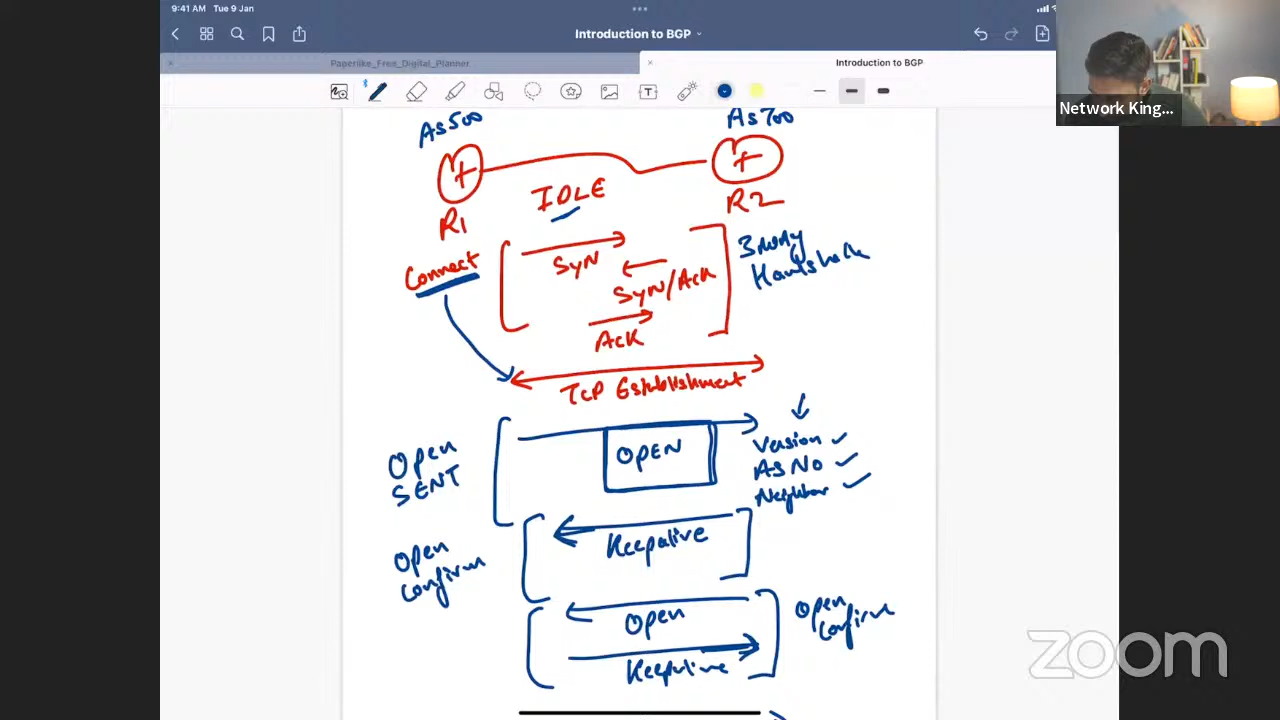 9:41 AM Tue 9 Jan
Introduction to BGP
Paperlike_Free_Digital_Planner
Introduction to BGP
Network King...
As500
As700
IDLE
R1
R2
Connect
SYN
SYN/ACK
ACK
3 way
Handshake
TCP Establishment
Open
SENT
OPEN
Version ✓
AS NO ✓
Neighbor ✓
Open
Confirm
Keepalive
Open
Keepalive
Open
Confirm
zoom